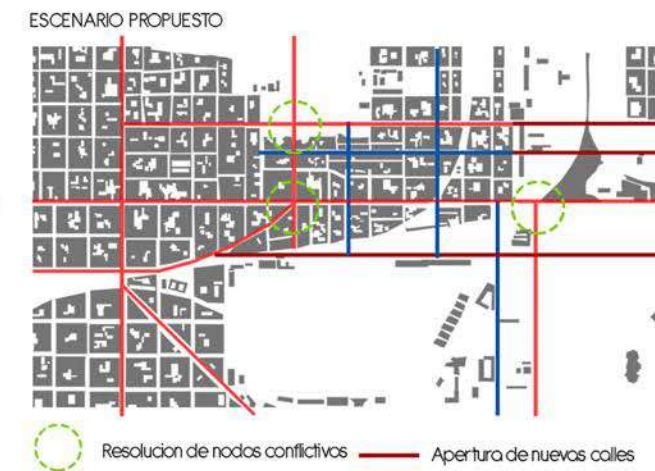 ESCENARIO PROPUESTO
Resolucion de nodos conflictivos
Apertura de nuevas calles